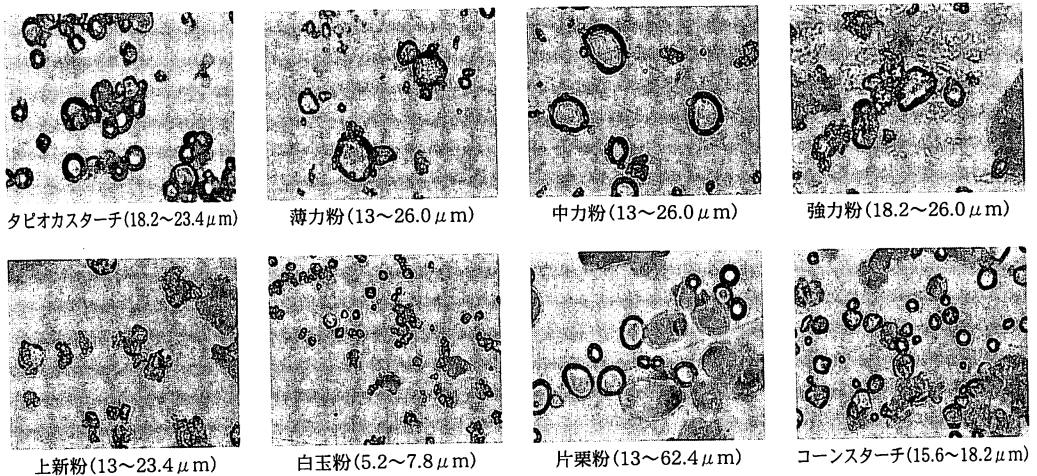 タピオカスターチ(18.2〜23.4μm)
薄力粉(13〜26.0μm)
中力粉(13〜26.0μm)
強力粉(18.2〜26.0μm)
上新粉(13〜23.4μm)
白玉粉(5.2〜7.8μm)
片栗粉(13〜62.4μm)
コーンスターチ(15.6〜18.2μm)